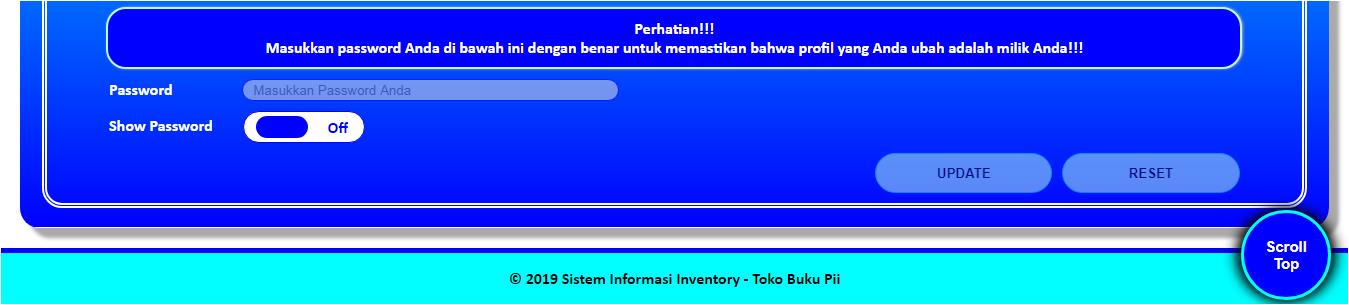 Perhatian!!!
Masukkan password Anda di bawah ini dengan benar untuk memastikan bahwa profil yang Anda ubah adalah milik Anda!!!
Password
Masukkan Password Anda
Show Password
Off
UPDATE
RESET
Scroll
Top
© 2019 Sistem Informasi Inventory - Toko Buku Pii